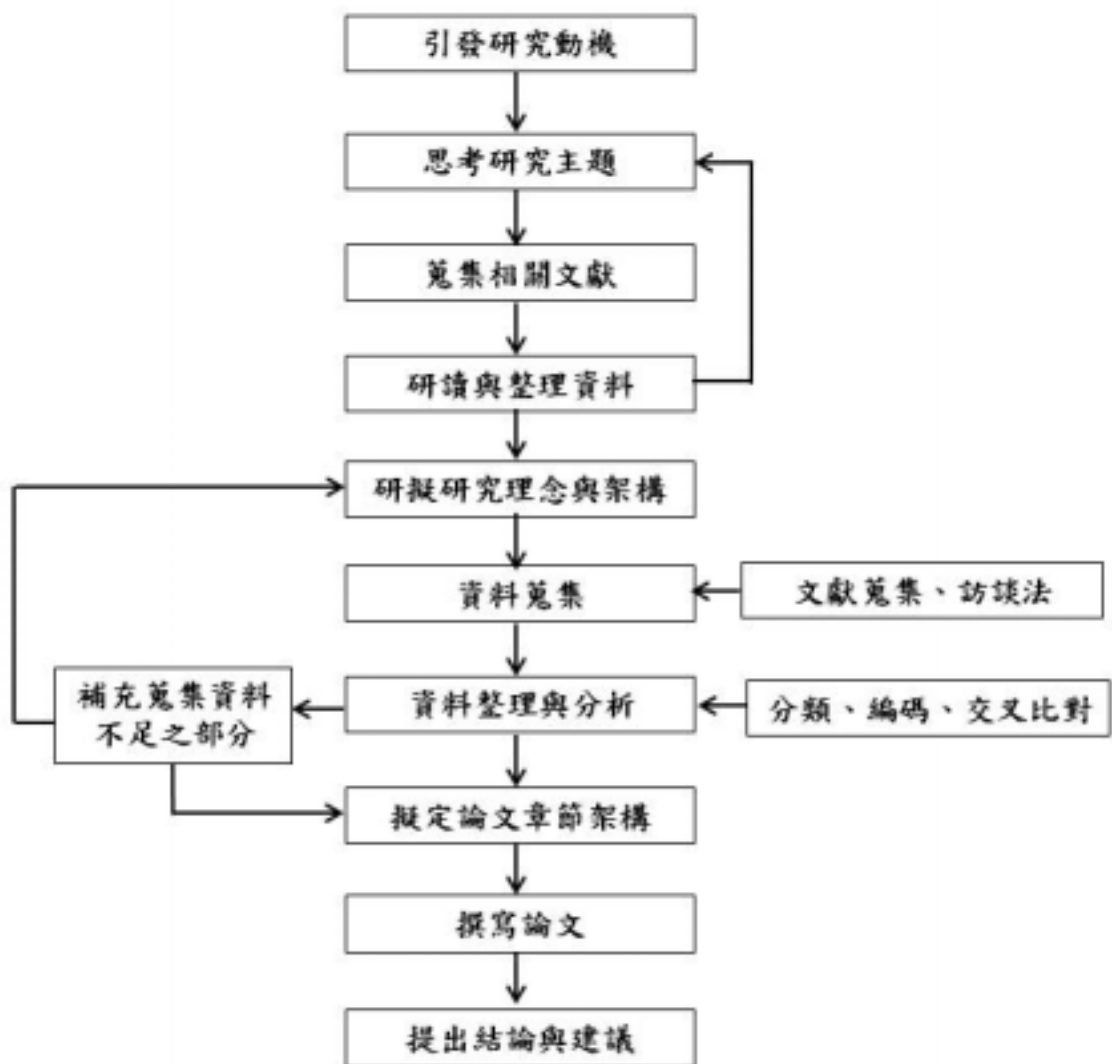 引發研究動機
思考研究主題
蒐集相關文獻
研讀與整理資料
研擬研究理念與架構
資料蒐集
文獻蒐集、訪談法
補充蒐集資料
不足之部分
資料整理與分析
分類、編碼、交叉比對
擬定論文章節架構
撰寫論文
提出結論與建議